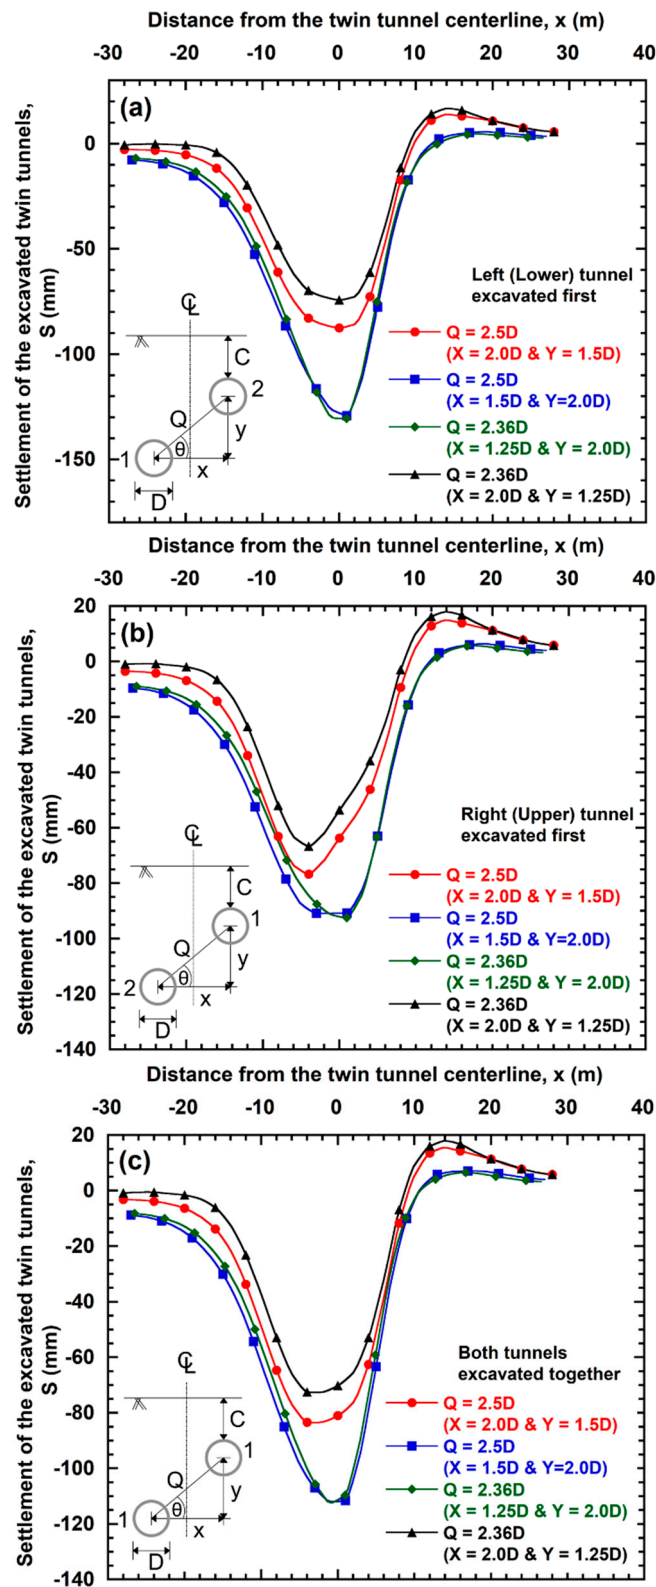 Distance from the twin tunnel centerline, x (m)
-30 -20 -10 0 10 20 30 40
(a)
Settlement of the excavated twin tunnels,
S (mm)
0
-50
-100
-150
Left (Lower) tunnel
excavated first
Q = 2.5D
(X = 2.0D & Y = 1.5D)
Q = 2.5D
(X = 1.5D & Y=2.0D)
Q = 2.36D
(X = 1.25D & Y = 2.0D)
Q = 2.36D
(X = 2.0D & Y = 1.25D)
℄
C
2
Q
y
1
θ
x
D
Distance from the twin tunnel centerline, x (m)
-30 -20 -10 0 10 20 30 40
(b)
Settlement of the excavated twin tunnels,
S (mm)
20
0
-20
-40
-60
-80
-100
-120
-140
Right (Upper) tunnel
excavated first
Q = 2.5D
(X = 2.0D & Y = 1.5D)
Q = 2.5D
(X = 1.5D & Y=2.0D)
Q = 2.36D
(X = 1.25D & Y = 2.0D)
Q = 2.36D
(X = 2.0D & Y = 1.25D)
℄
C
1
Q
y
2
θ
x
D
Distance from the twin tunnel centerline, x (m)
-30 -20 -10 0 10 20 30 40
(c)
Settlement of the excavated twin tunnels,
S (mm)
20
0
-20
-40
-60
-80
-100
-120
-140
Both tunnels
excavated together
Q = 2.5D
(X = 2.0D & Y = 1.5D)
Q = 2.5D
(X = 1.5D & Y=2.0D)
Q = 2.36D
(X = 1.25D & Y = 2.0D)
Q = 2.36D
(X = 2.0D & Y = 1.25D)
℄
C
1
Q
y
1
θ
x
D